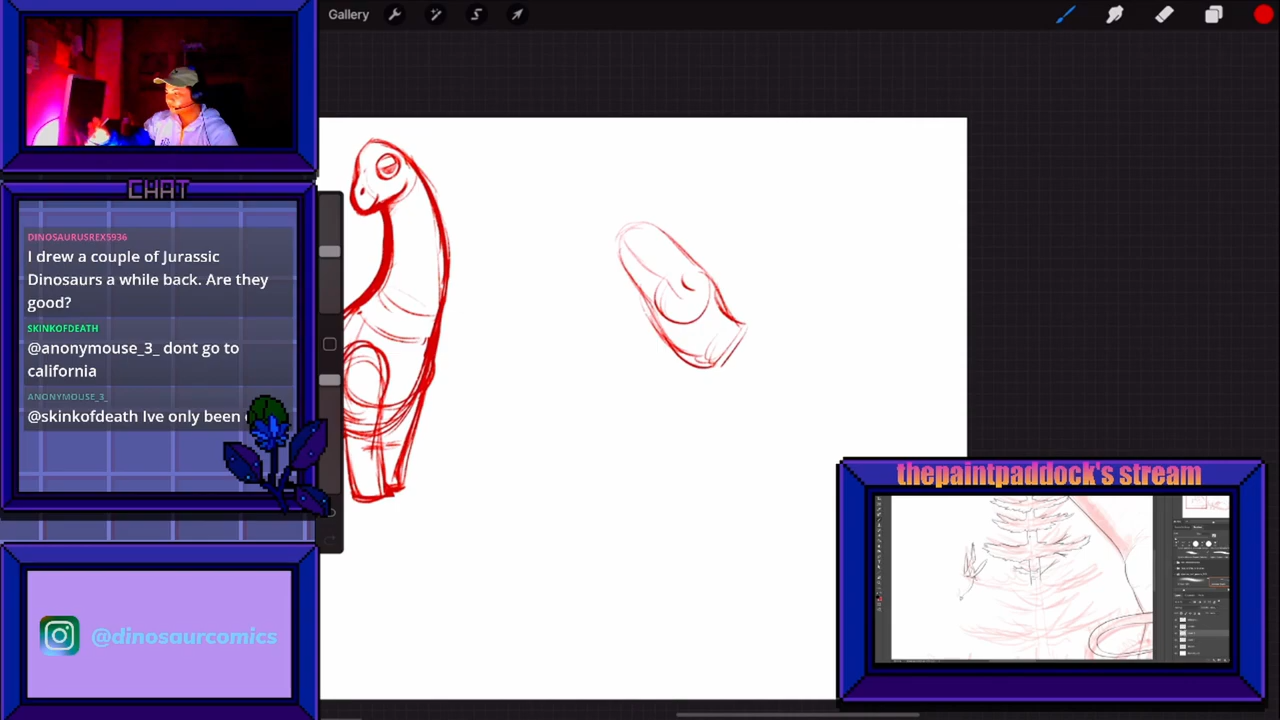 Gallery
CHAT
DINOSAURUSREX5936
I drew a couple of Jurassic
Dinosaurs a while back. Are they
good?
SKINKOFDEATH
@anonymouse_3_ dont go to
california
ANONYMOUSE_3_
@skinkofdeath Ive only been
@dinosaurcomics
thepaintpaddock's stream